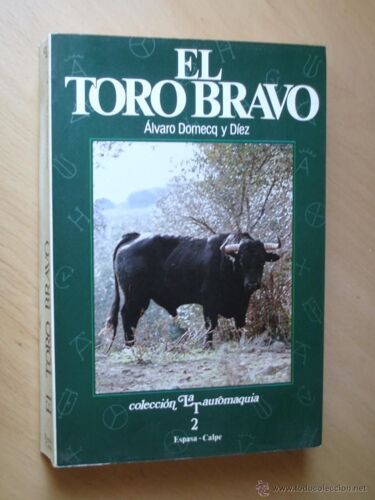 EL
TORO BRAVO
Álvaro Domecq y Díez
colección La Tauromaquia
2
Espasa - Calpe
EL TORO BRAVO
www.todocoleccion.net